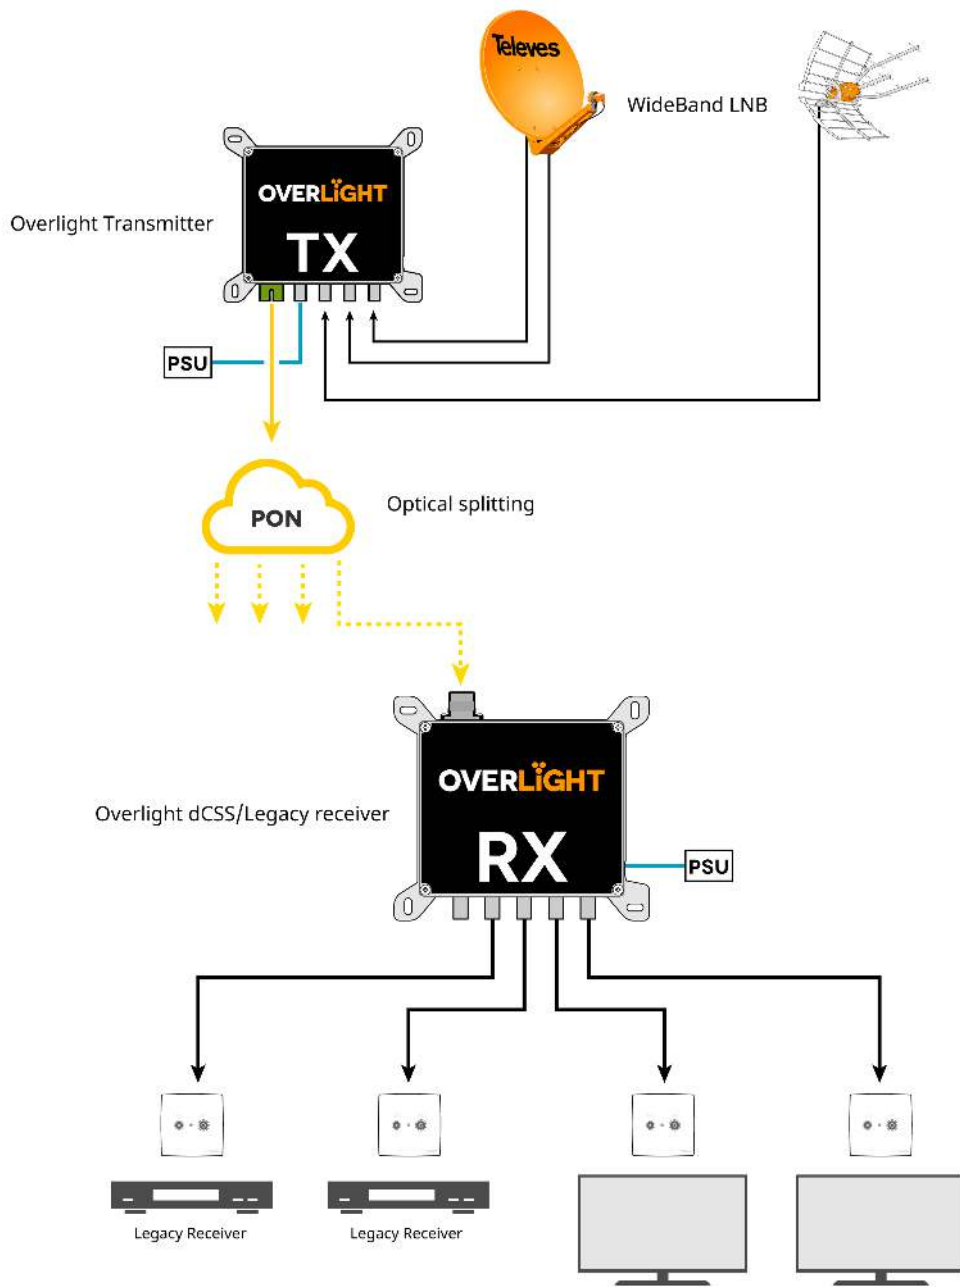 Televes
WideBand LNB
OVERLIGHT
TX
Overlight Transmitter
PSU
PON
Optical splitting
OVERLIGHT
RX
Overlight dCSS/Legacy receiver
PSU
Legacy Receiver
Legacy Receiver